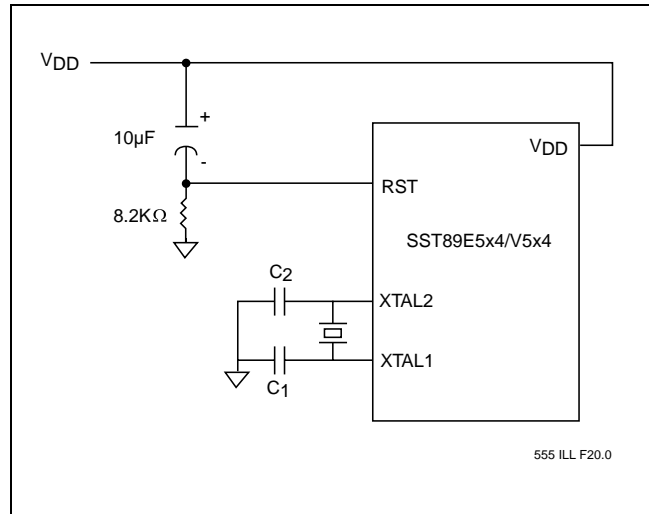 VDD
10µF
+
-
8.2KΩ
VDD
RST
SST89E5x4/V5x4
C2
XTAL2
XTAL1
C1
555 ILL F20.0